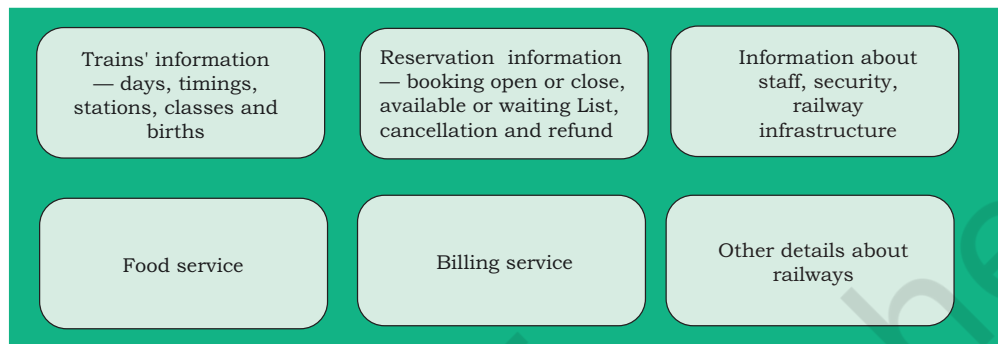 Trains' information
— days, timings,
stations, classes and
births
Reservation information
— booking open or close,
available or waiting List,
cancellation and refund
Information about
staff, security,
railway
infrastructure
Food service
Billing service
Other details about
railways